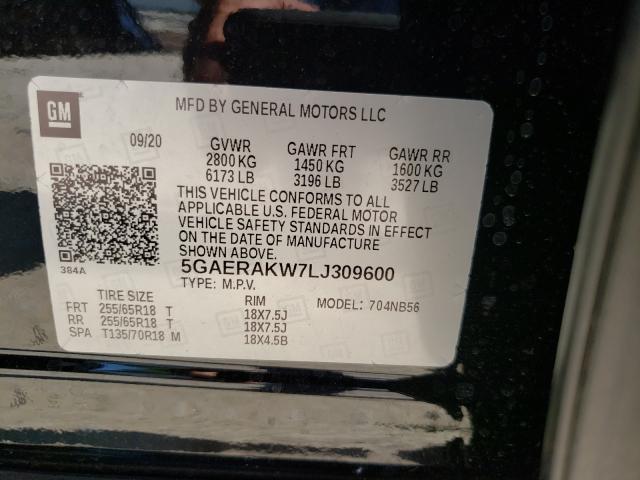 GM
MFD BY GENERAL MOTORS LLC
09/20
GVWR GAWR FRT GAWR RR
2800 KG 1450 KG 1600 KG
6173 LB 3196 LB 3527 LB
THIS VEHICLE CONFORMS TO ALL
APPLICABLE U.S. FEDERAL MOTOR
VEHICLE SAFETY STANDARDS IN EFFECT
ON THE DATE OF MANUFACTURE
SHOWN ABOVE.
384A
5GAERAKW7LJ309600
TYPE: M.P.V.
TIRE SIZE RIM MODEL: 704NB56
FRT 255/65R18 T 18X7.5J
RR 255/65R18 T 18X7.5J
SPA T135/70R18 M 18X4.5B